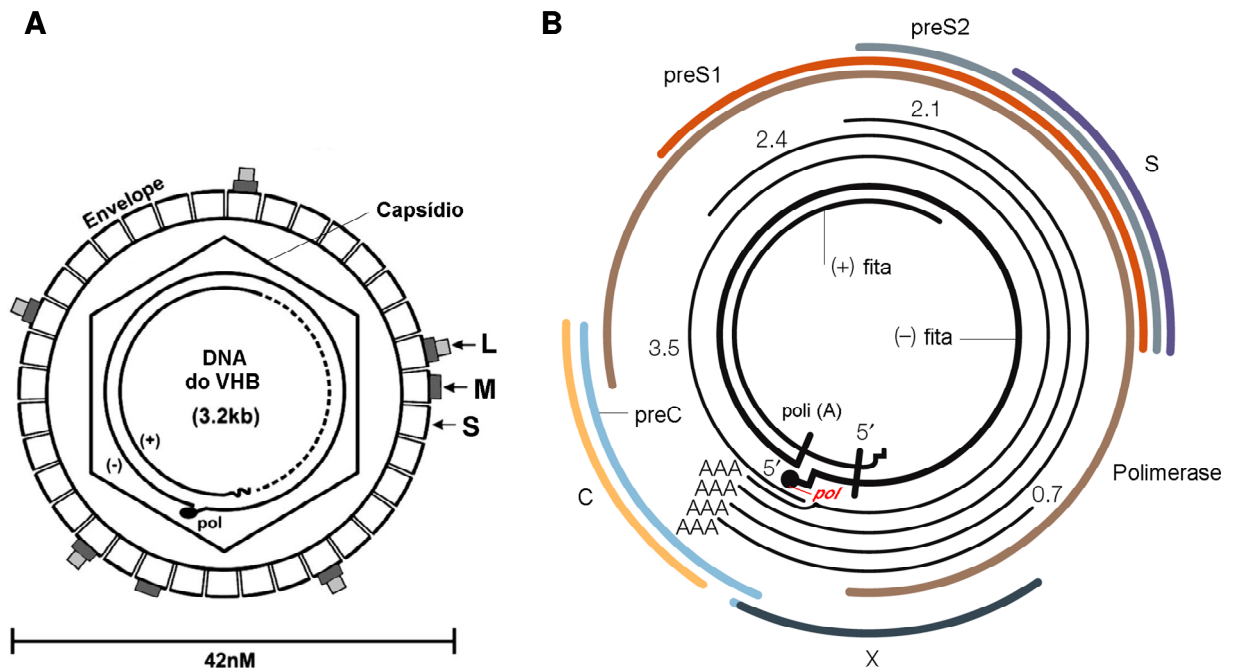 A
Envelope
Capsídio
DNA
do VHB
(3.2kb)
(+)
(-)
pol
L
M
S
42nM
B
preS2
preS1
2.1
2.4
S
(+) fita
(−) fita
3.5
poli (A)
5′
preC
5′
AAA
AAA
AAA
AAA
pol
Polimerase
0.7
C
X